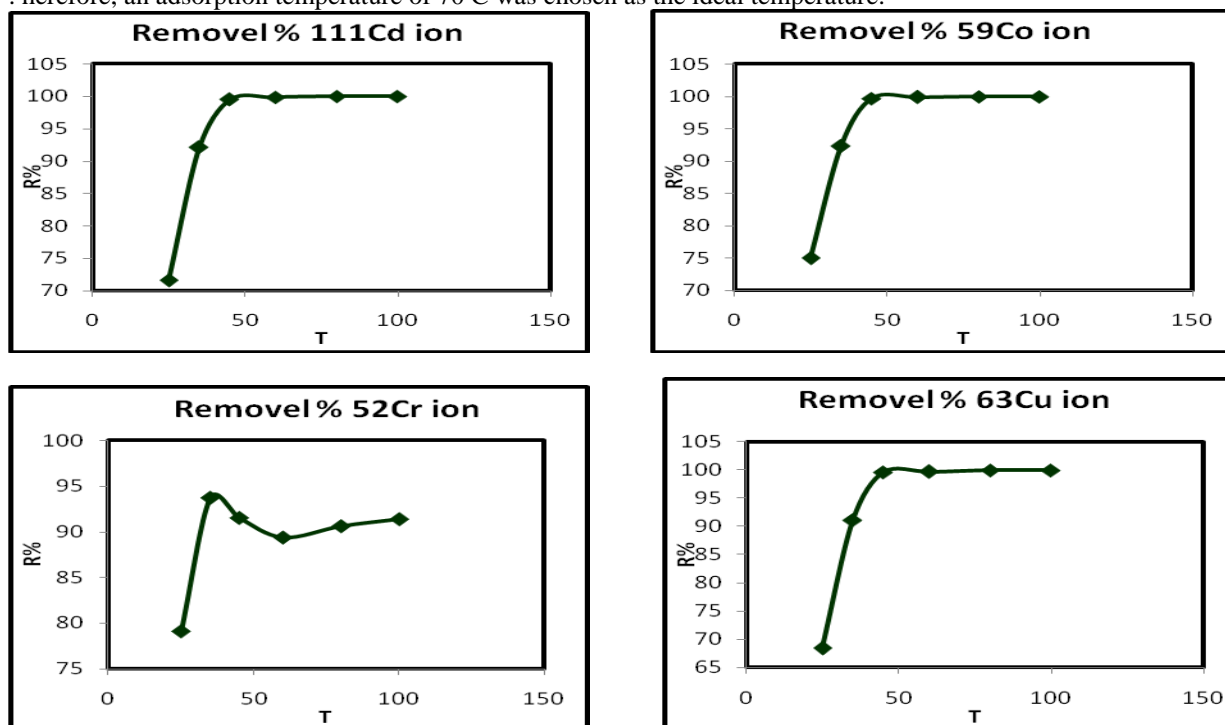 : herefore, an adsorption temperature of 70 C was chosen as the ideal temperature.
Removel % 111Cd ion
105
100
95
90
85
80
75
70
R%
0 50 100 150
T
Removel % 59Co ion
105
100
95
90
85
80
75
70
R%
0 50 100 150
T
Removel % 52Cr ion
100
95
90
85
80
75
R%
0 50 100 150
T
Removel % 63Cu ion
105
100
95
90
85
80
75
70
65
R%
0 50 100 150
T